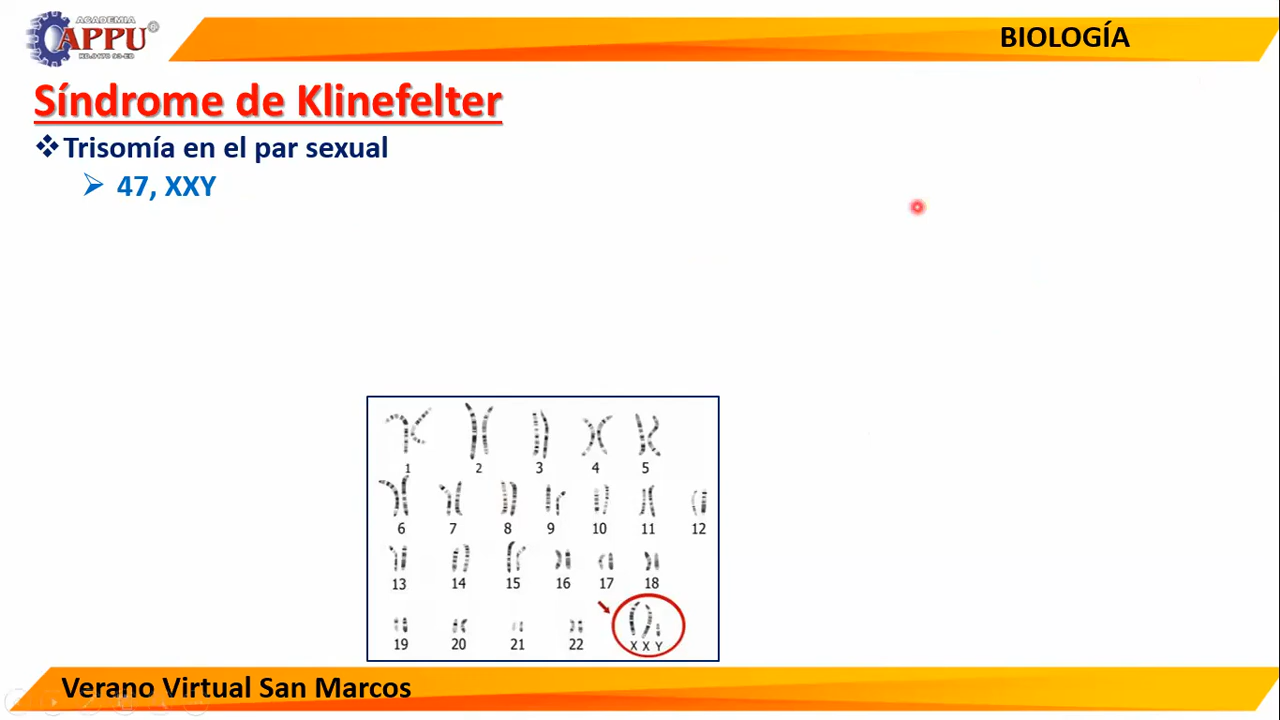 ACADEMIA
APPU
BIOLOGÍA
Síndrome de Klinefelter
Trisomía en el par sexual
47, XXY
1 2 3 4 5
6 7 8 9 10 11 12
13 14 15 16 17 18
19 20 21 22 X X Y
Verano Virtual San Marcos